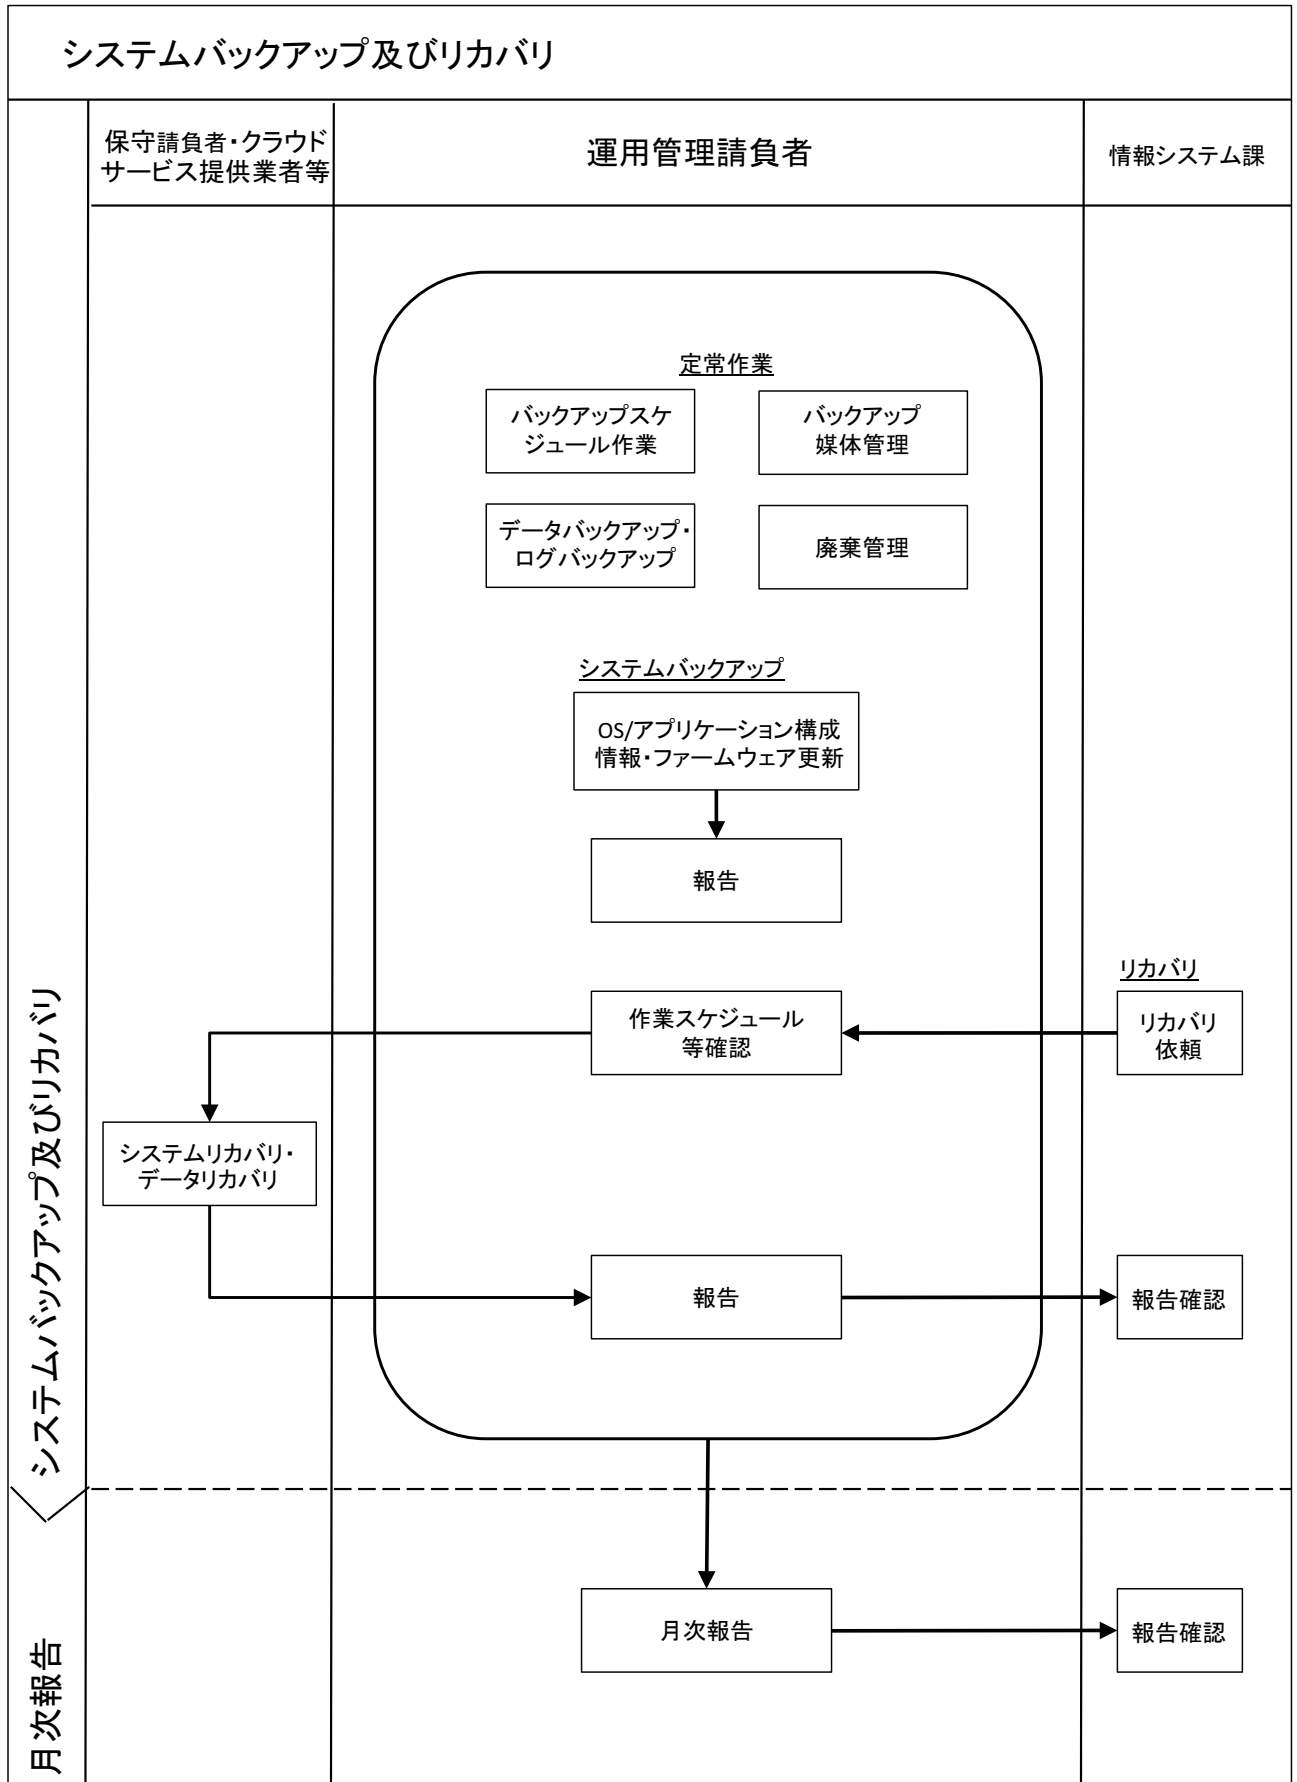 システムバックアップ及びリカバリ
保守請負者・クラウド
サービス提供業者等
運用管理請負者
情報システム課
定常作業
バックアップスケ
ジュール作業
バックアップ
媒体管理
データバックアップ・
ログバックアップ
廃棄管理
システムバックアップ
OS/アプリケーション構成
情報・ファームウェア更新
報告
リカバリ
リカバリ
依頼
作業スケジュール
等確認
システムリカバリ・
データリカバリ
報告
報告確認
システムバックアップ及びリカバリ
月次報告
報告確認
月次報告